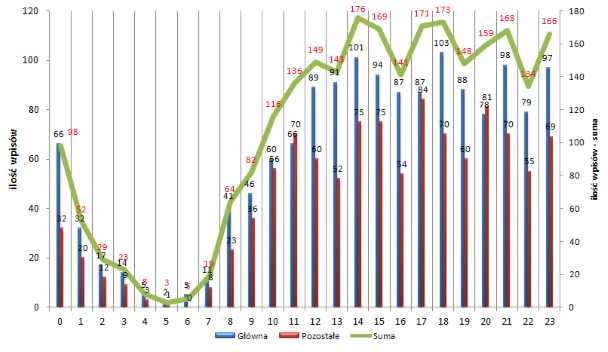 120
100
80
60
40
20
0
ilość wpisów
180
160
140
120
100
80
60
40
20
0
ilość wpików - suma
66 32 17 14 5 2 5 11 41 46 60 66 89 91 101 94 87 87 103 88 78 98 79 97
32 20 12 9 3 1 0 8 23 36 56 70 60 52 75 75 54 84 70 60 81 70 55 69
98 52 29 23 8 3 5 19 64 82 116 136 149 143 176 169 141 171 173 148 159 168 134 166
0 1 2 3 4 5 6 7 8 9 10 11 12 13 14 15 16 17 18 19 20 21 22 23
Główna Pozostałe Suma